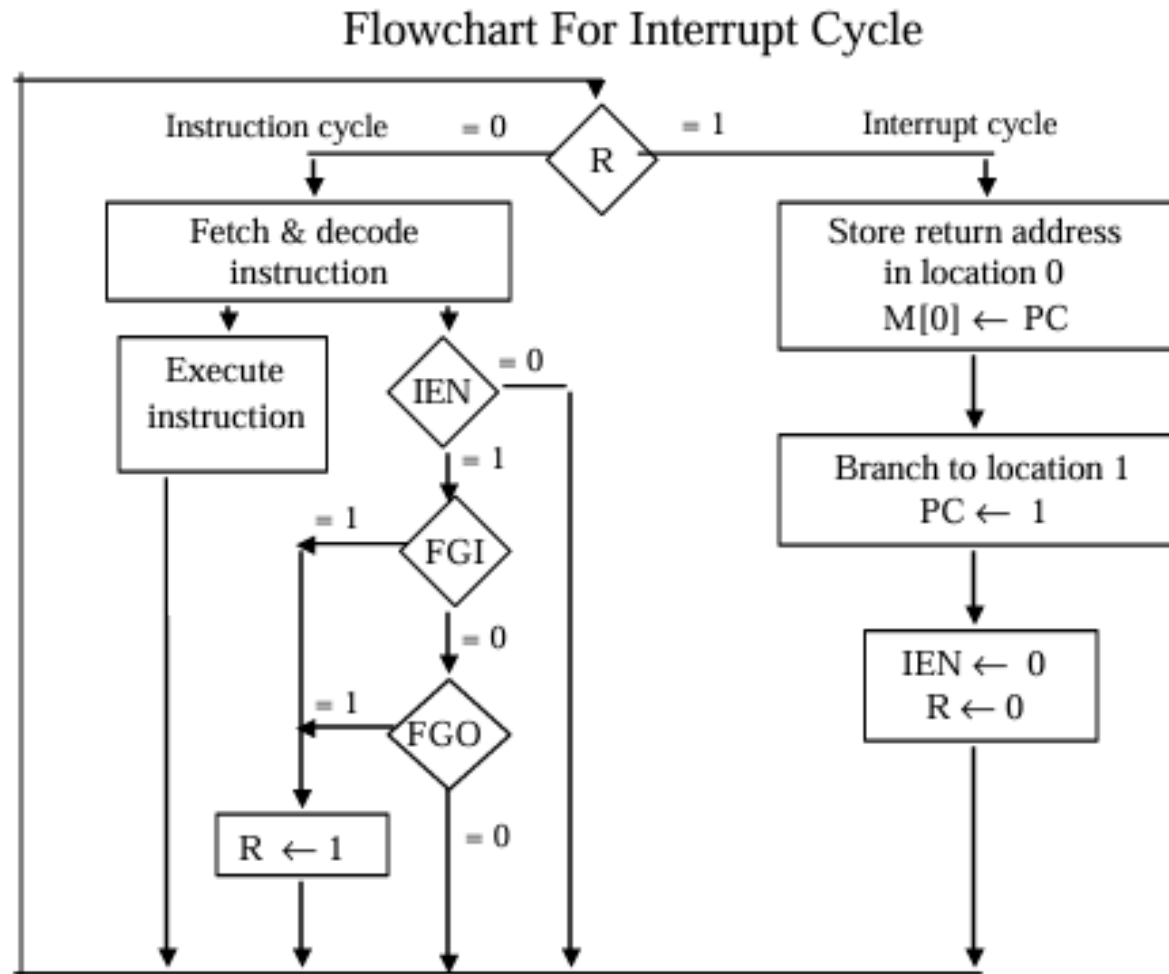 Flowchart For Interrupt Cycle
Instruction cycle
= 0
R
= 1
Interrupt cycle
Fetch & decode
instruction
Store return address
in location 0
M[0] ← PC
Execute
instruction
IEN
= 0
= 1
Branch to location 1
PC ← 1
= 1
FGI
= 0
IEN ← 0
R ← 0
= 1
FGO
= 0
R ← 1